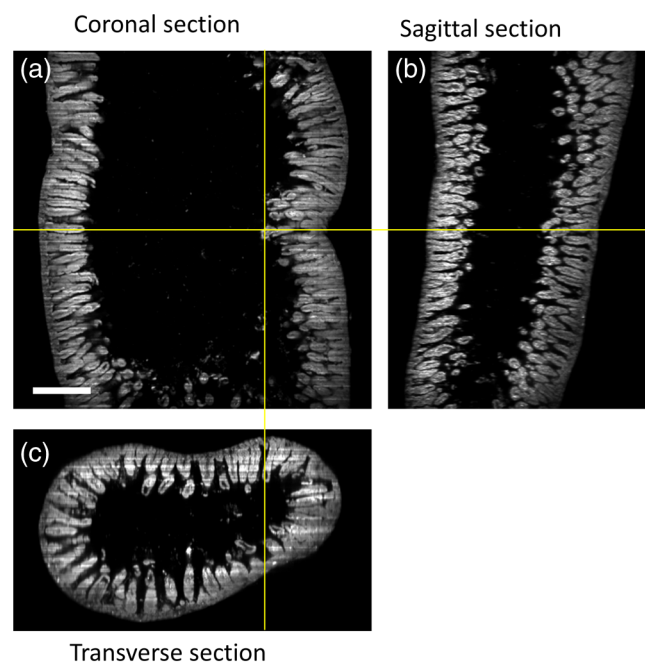 Coronal section
Sagittal section
(a)
(b)
(c)
Transverse section